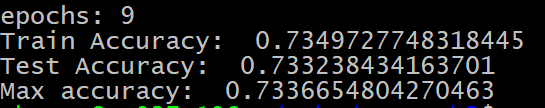 epochs: 9
Train Accuracy:  0.7349727748318445
Test Accuracy:  0.733238434163701
Max accuracy:  0.7336654804270463